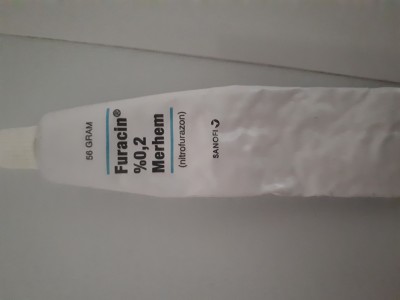 56 GRAM
Furacin®
%0,2
Merhem
(nitrofurazon)
SANOFI